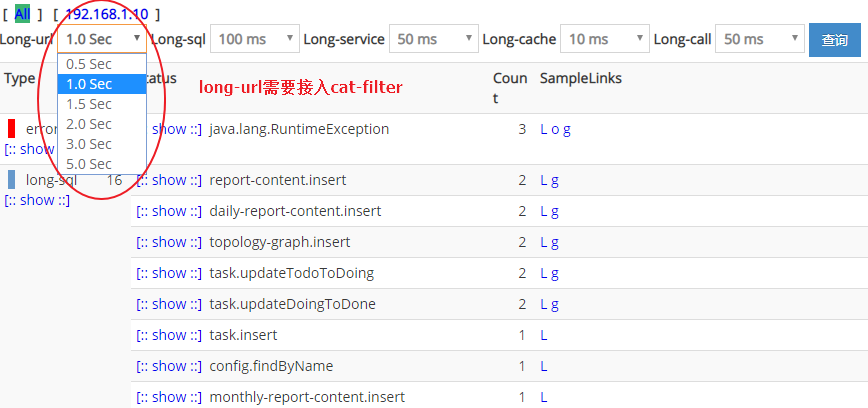 [ All ] [ 192.168.1.10 ]
Long-url 1.0 Sec Long-sql 100 ms Long-service 50 ms Long-cache 10 ms Long-call 50 ms 查询
0.5 Sec
1.0 Sec
1.5 Sec
2.0 Sec
3.0 Sec
5.0 Sec
long-url需要接入cat-filter
Type tatus Coun
t SampleLinks
erro show ::] java.lang.RuntimeException 3 L o g
[:: show
long-sql 16 [:: show ::] report-content.insert 2 L g
[:: show ::]
[:: show ::] daily-report-content.insert 2 L g
[:: show ::] topology-graph.insert 2 L g
[:: show ::] task.updateTodoToDoing 2 L g
[:: show ::] task.updateDoingToDone 2 L g
[:: show ::] task.insert 1 L
[:: show ::] config.findByName 1 L
[:: show ::] monthly-report-content.insert 1 L